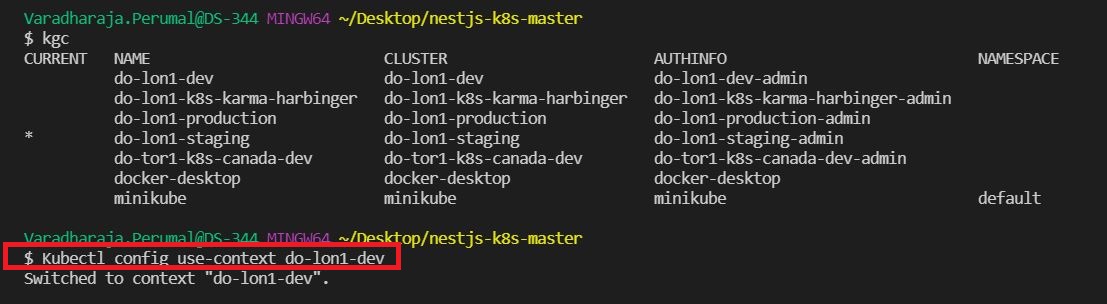 Varadharaja.Perumal@DS-344 MINGW64 ~/Desktop/nestjs-k8s-master
$ kgc
CURRENT NAME CLUSTER AUTHINFO NAMESPACE
do-lon1-dev do-lon1-dev do-lon1-dev-admin
do-lon1-k8s-karma-harbinger do-lon1-k8s-karma-harbinger do-lon1-k8s-karma-harbinger-admin
do-lon1-production do-lon1-production do-lon1-production-admin
* do-lon1-staging do-lon1-staging do-lon1-staging-admin
do-tor1-k8s-canada-dev do-tor1-k8s-canada-dev do-tor1-k8s-canada-dev-admin
docker-desktop docker-desktop docker-desktop
minikube minikube minikube default
Varadharaja.Perumal@DS-344 MINGW64 ~/Desktop/nestjs-k8s-master
$ Kubectl config use-context do-lon1-dev
Switched to context "do-lon1-dev".